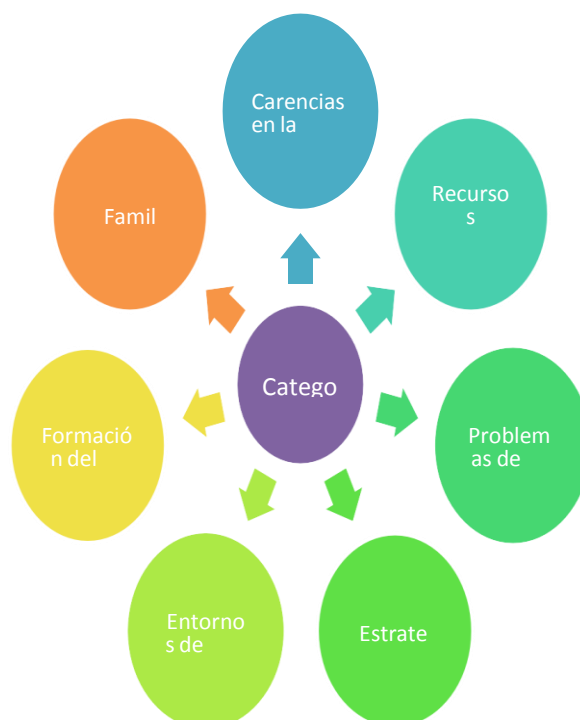 Carencias
en la
Recurso
s
Problem
as de
Estrate
Entorno
s de
Formació
n del
Famil
Catego